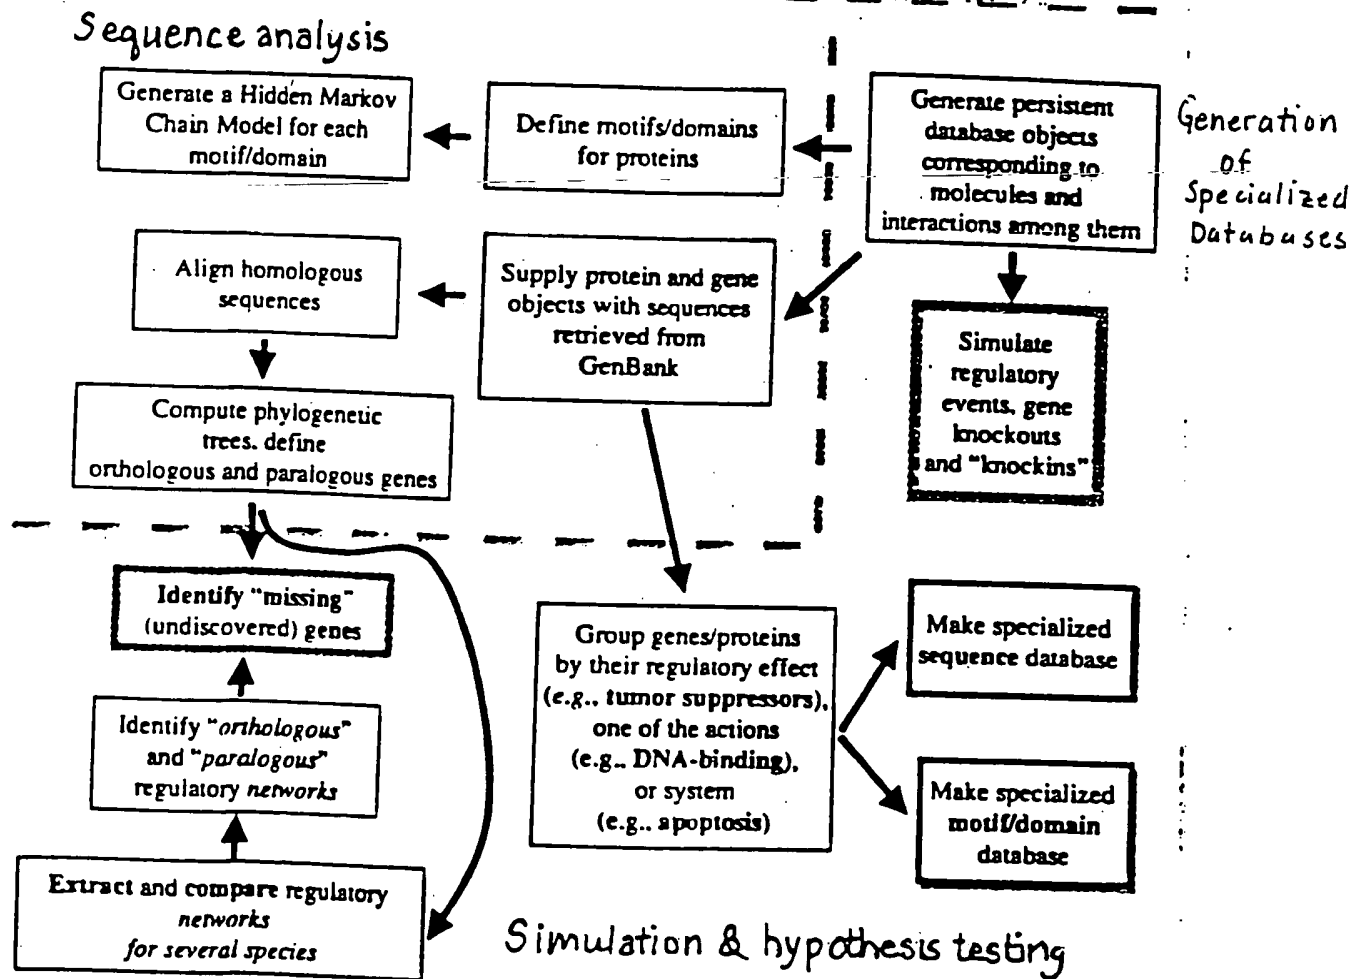 Sequence analysis
Generate a Hidden Markov
Chain Model for each
motif/domain
Define motifs/domains
for proteins
Generate persistent
database objects
corresponding to
molecules and
interactions among them
Generation
of
Specialized
Databases
Align homologous
sequences
Supply protein and gene
objects with sequences
retrieved from
GenBank
Simulate
regulatory
events, gene
knockouts
and "knockins"
Compute phylogenetic
trees. define
orthologous and paralogous genes
Identify "missing"
(undiscovered) genes
Group genes/proteins
by their regulatory effect
(e.g., tumor suppressors),
one of the actions
(e.g., DNA-binding),
or system
(e.g., apoptosis)
Make specialized
sequence database
Identify "orthologous"
and "paralogous"
regulatory networks
Make specialized
motif/domain
database
Extract and compare regulatory
networks
for several species
Simulation & hypothesis testing